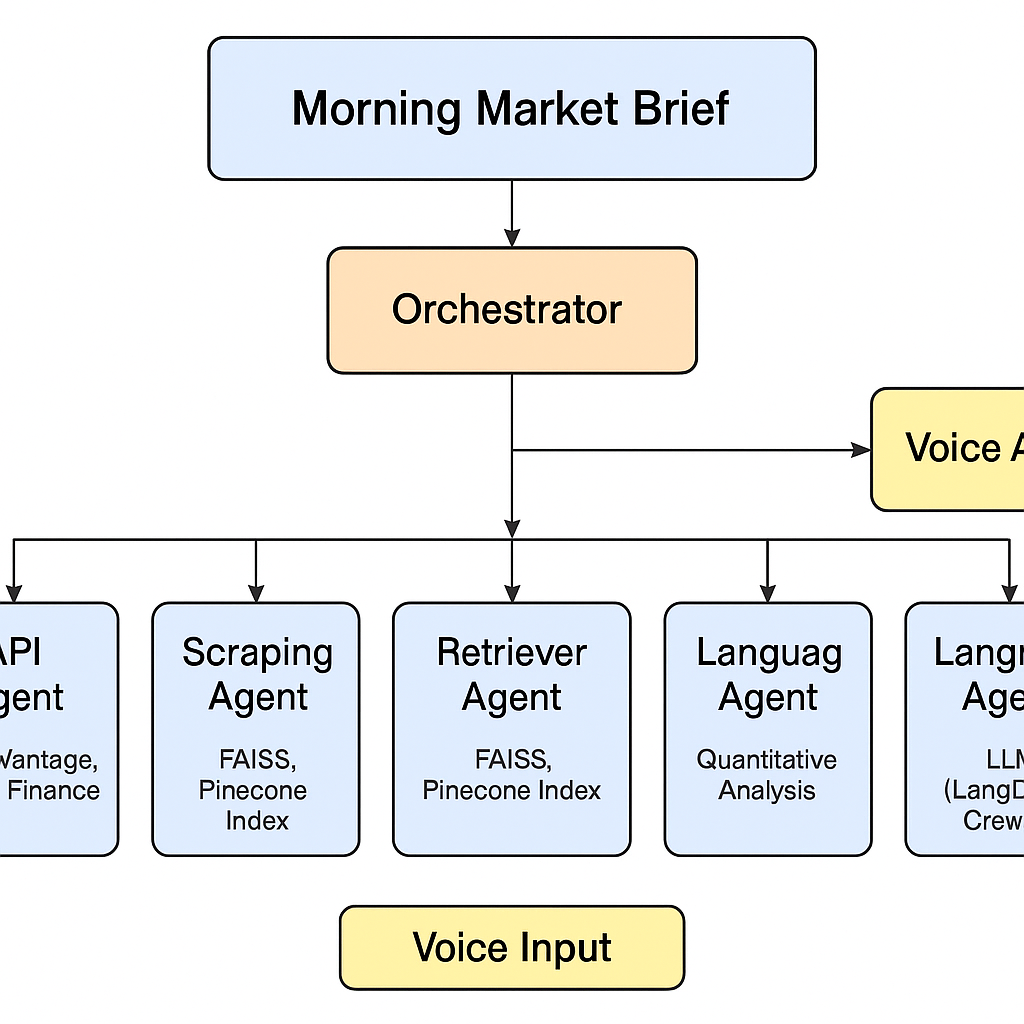 Morning Market Brief
Orchestrator
Voice A
API
gent
Vantage,
Finance
Scraping
Agent
FAISS,
Pinecone
Index
Retriever
Agent
FAISS,
Pinecone Index
Languag
Agent
Quantitative
Analysis
Lang
Age
LLM
(LangD
Crew
Voice Input